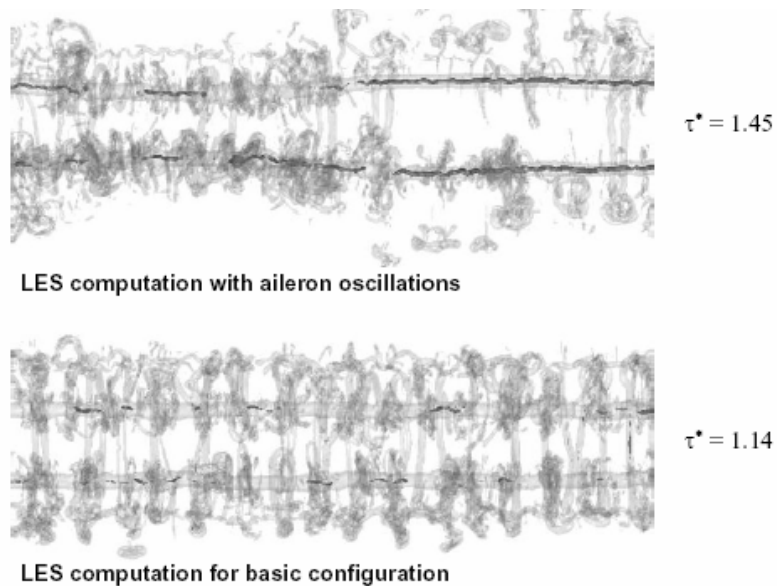 τ* = 1.45
LES computation with aileron oscillations
τ* = 1.14
LES computation for basic configuration